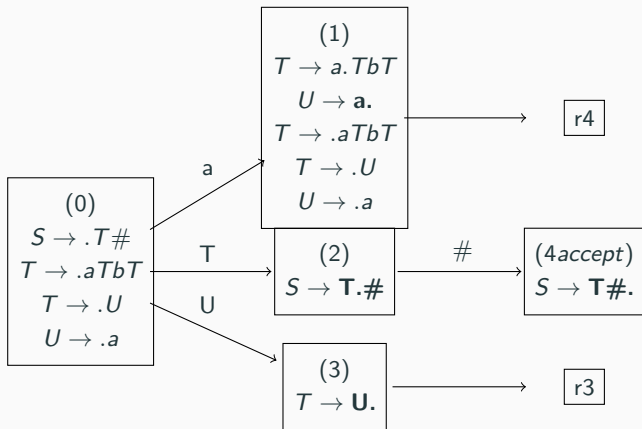 (1)
T → a.TbT
U → a.
T → .aTbT
T → .U
U → .a
r4
a
(0)
S → .T#
T → .aTbT
T → .U
U → .a
T
(2)
S → T.#
#
(4accept)
S → T#.
U
(3)
T → U.
r3